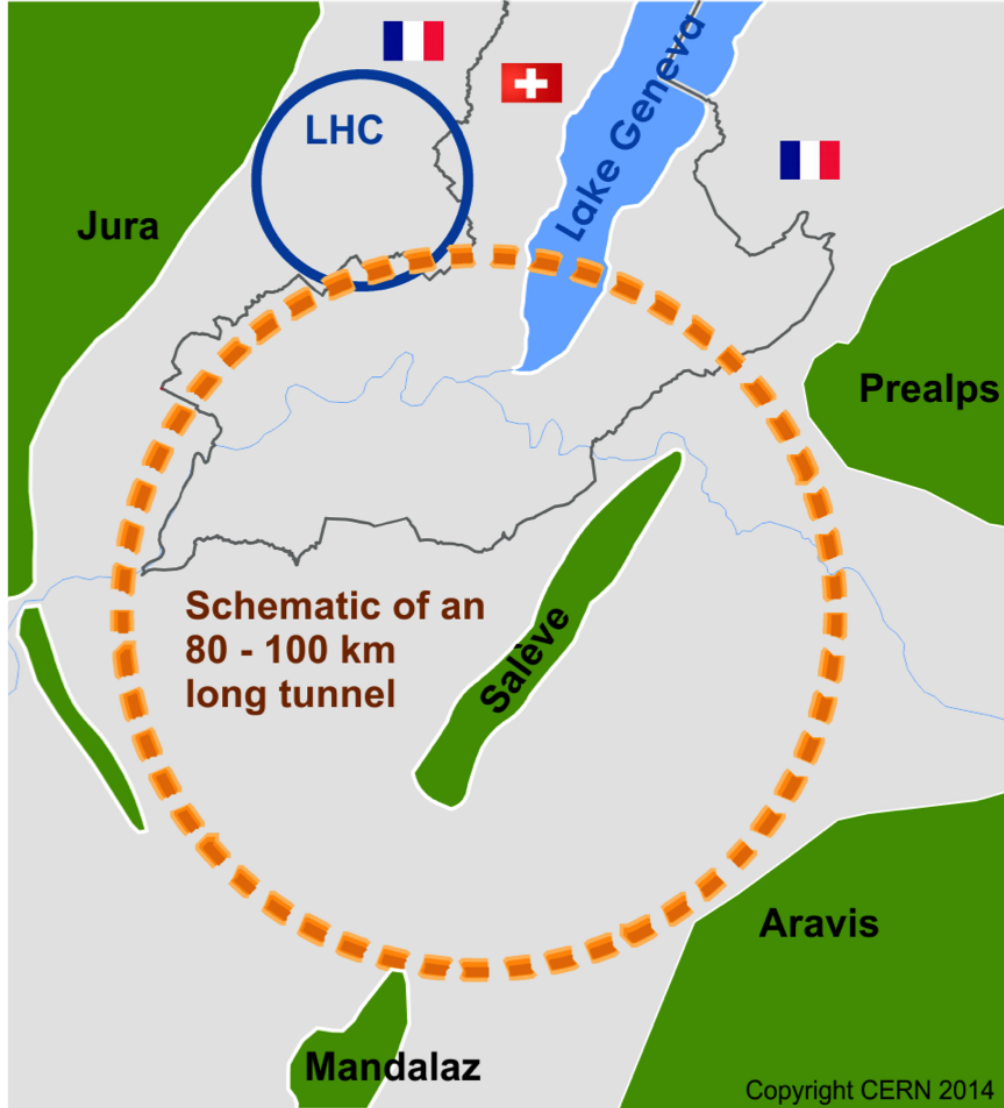 LHC
Lake Geneva
Jura
Prealps
Schematic of an
80 - 100 km
long tunnel
Salève
Aravis
Mandalaz
Copyright CERN 2014